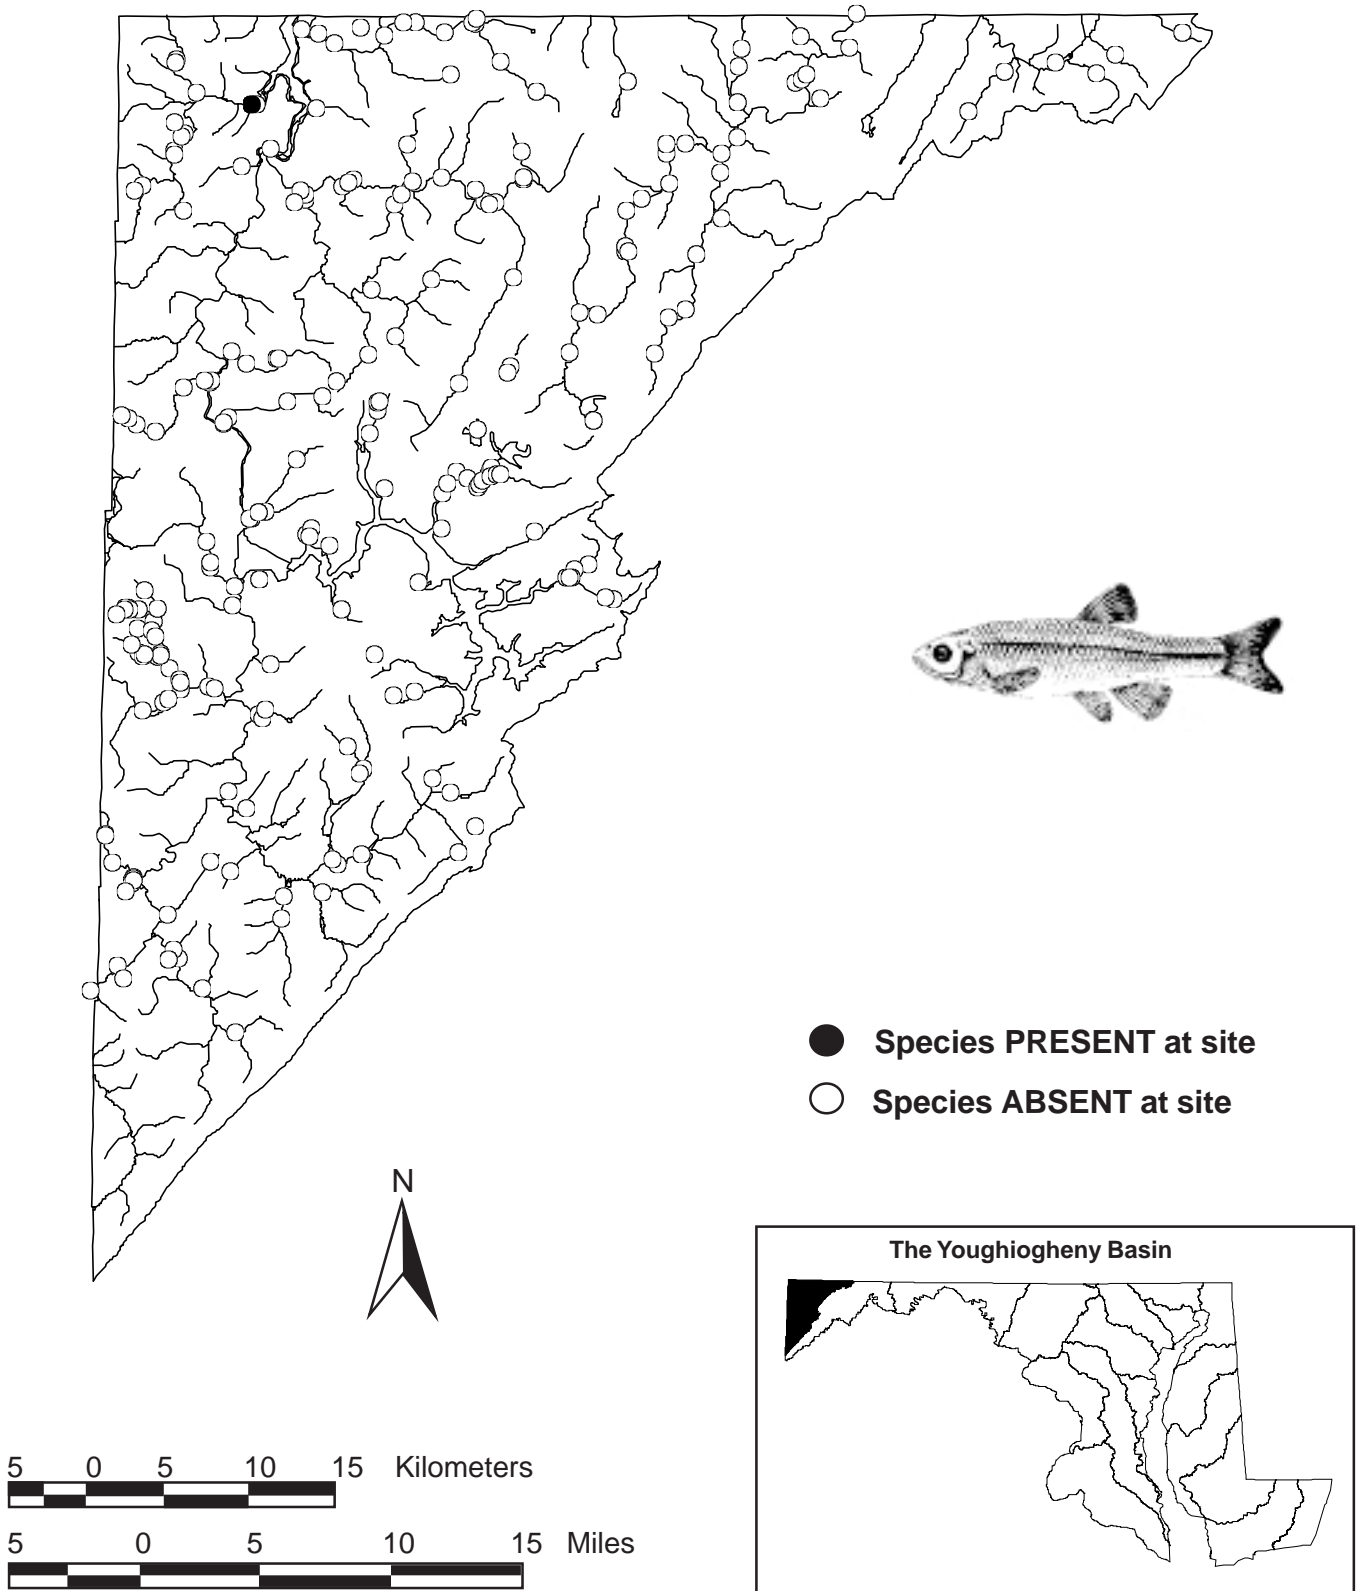 Species PRESENT at site
Species ABSENT at site
N
The Youghiogheny Basin
5 0 5 10 15 Kilometers
5 0 5 10 15 Miles